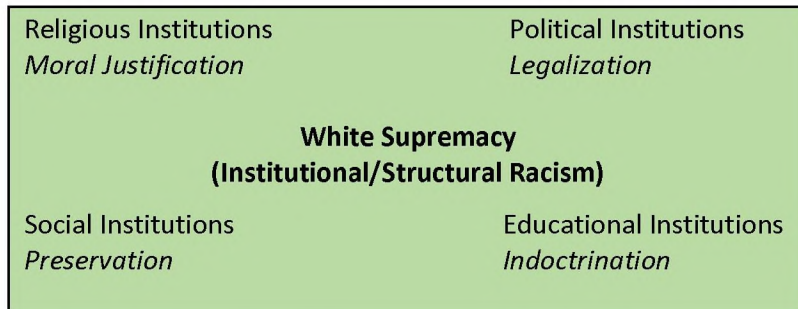 Religious Institutions
Moral Justification
Political Institutions
Legalization
White Supremacy
(Institutional/Structural Racism)
Social Institutions
Preservation
Educational Institutions
Indoctrination